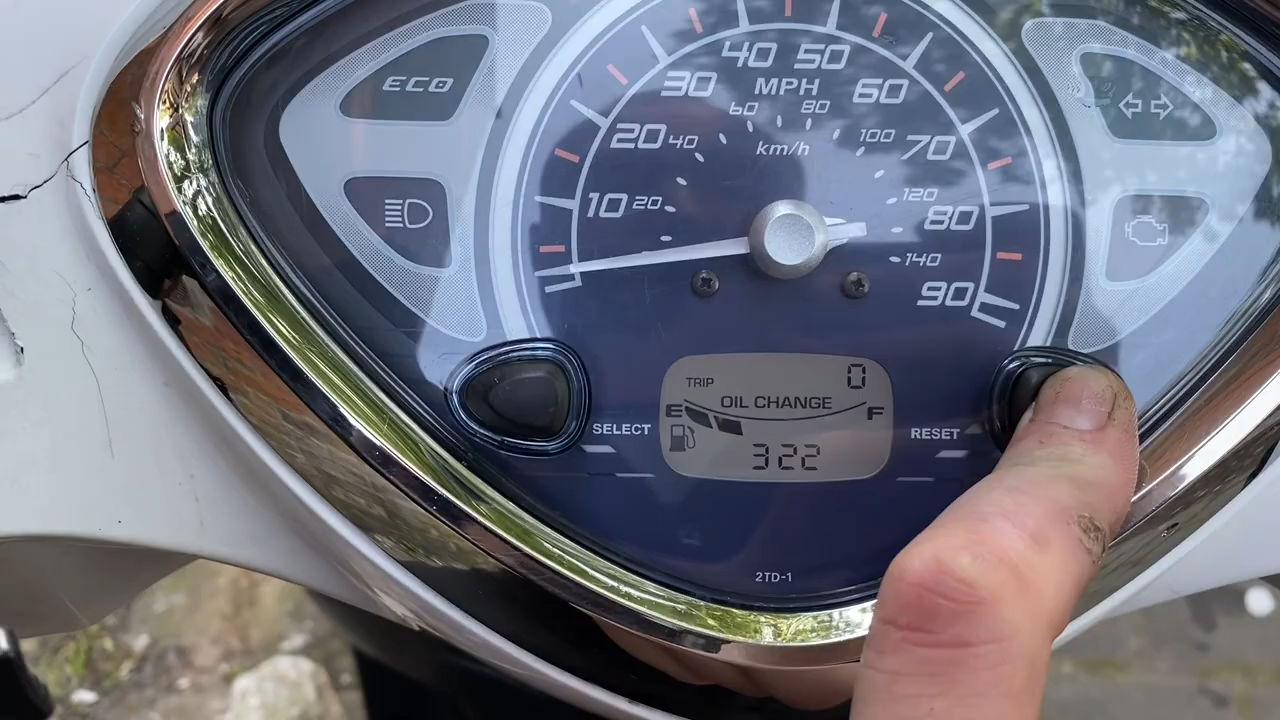 ECO
40 50
30 60
MPH
60 80
20 40 100 70
km/h
10 20 120 80
140
90
TRIP 0
OIL CHANGE
E F
SELECT RESET
322
2TD-1